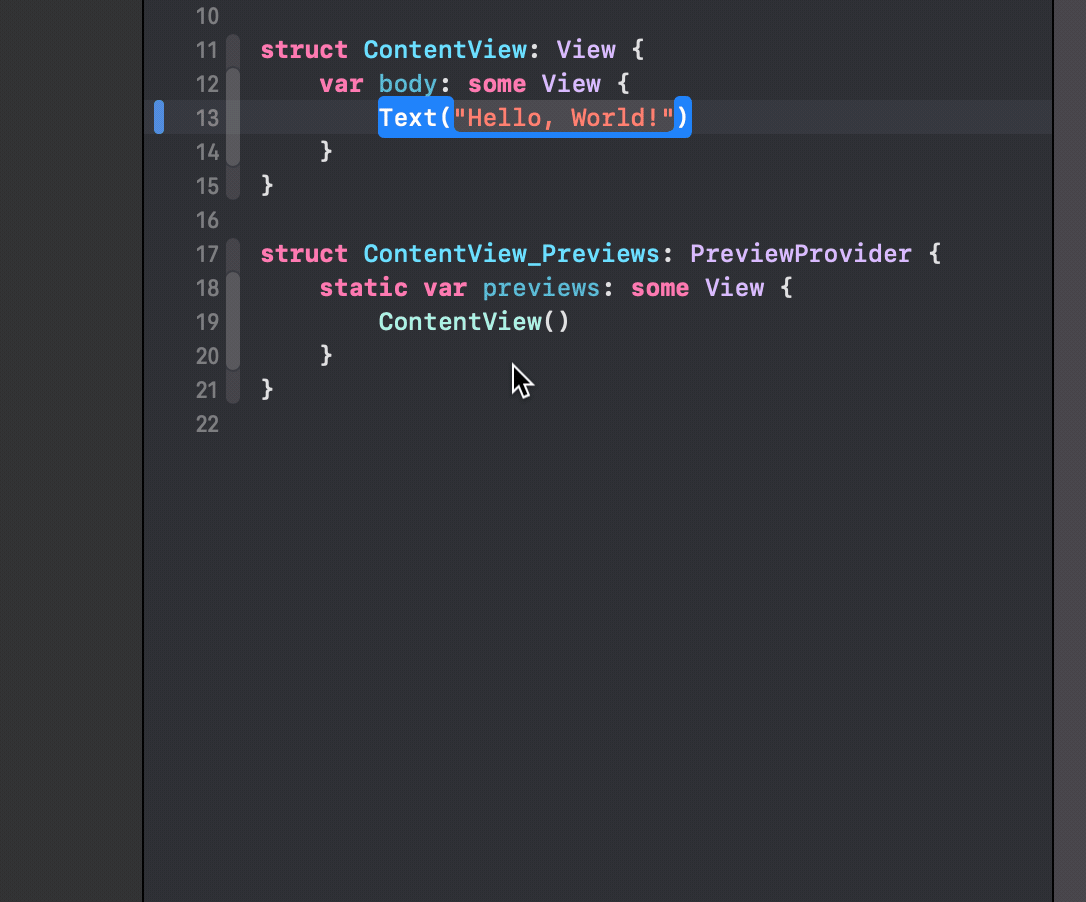 10
11 struct ContentView: View {
12 var body: some View {
13 Text("Hello, World!")
14 }
15 }
16
17 struct ContentView_Previews: PreviewProvider {
18 static var previews: some View {
19 ContentView()
20 }
21 }
22